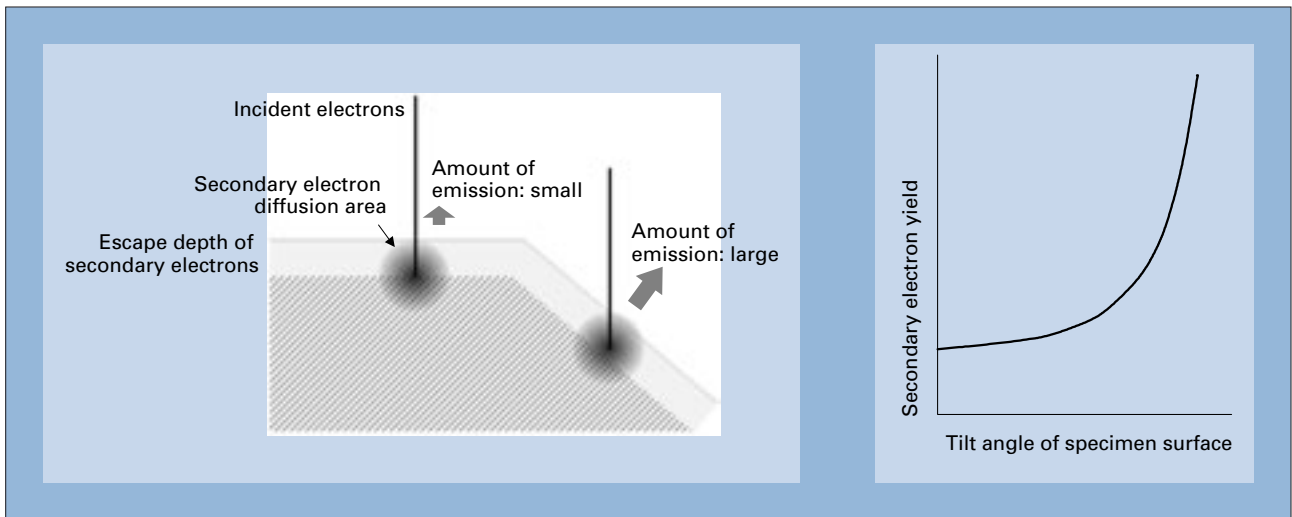 Incident electrons
Amount of
emission: small
Secondary electron
diffusion area
Escape depth of
secondary electrons
Amount of
emission: large
Secondary electron yield
Tilt angle of specimen surface